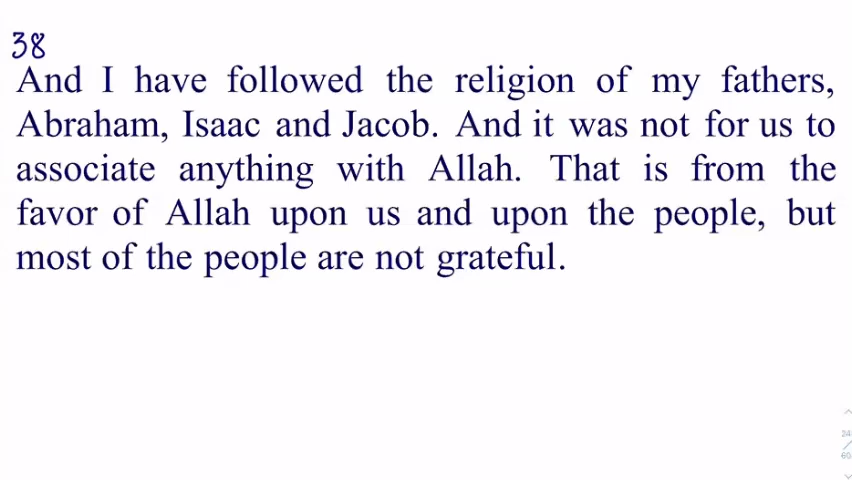 38
And I have followed the religion of my fathers,
Abraham, Isaac and Jacob. And it was not for us to
associate anything with Allah. That is from the
favor of Allah upon us and upon the people, but
most of the people are not grateful.
24
60